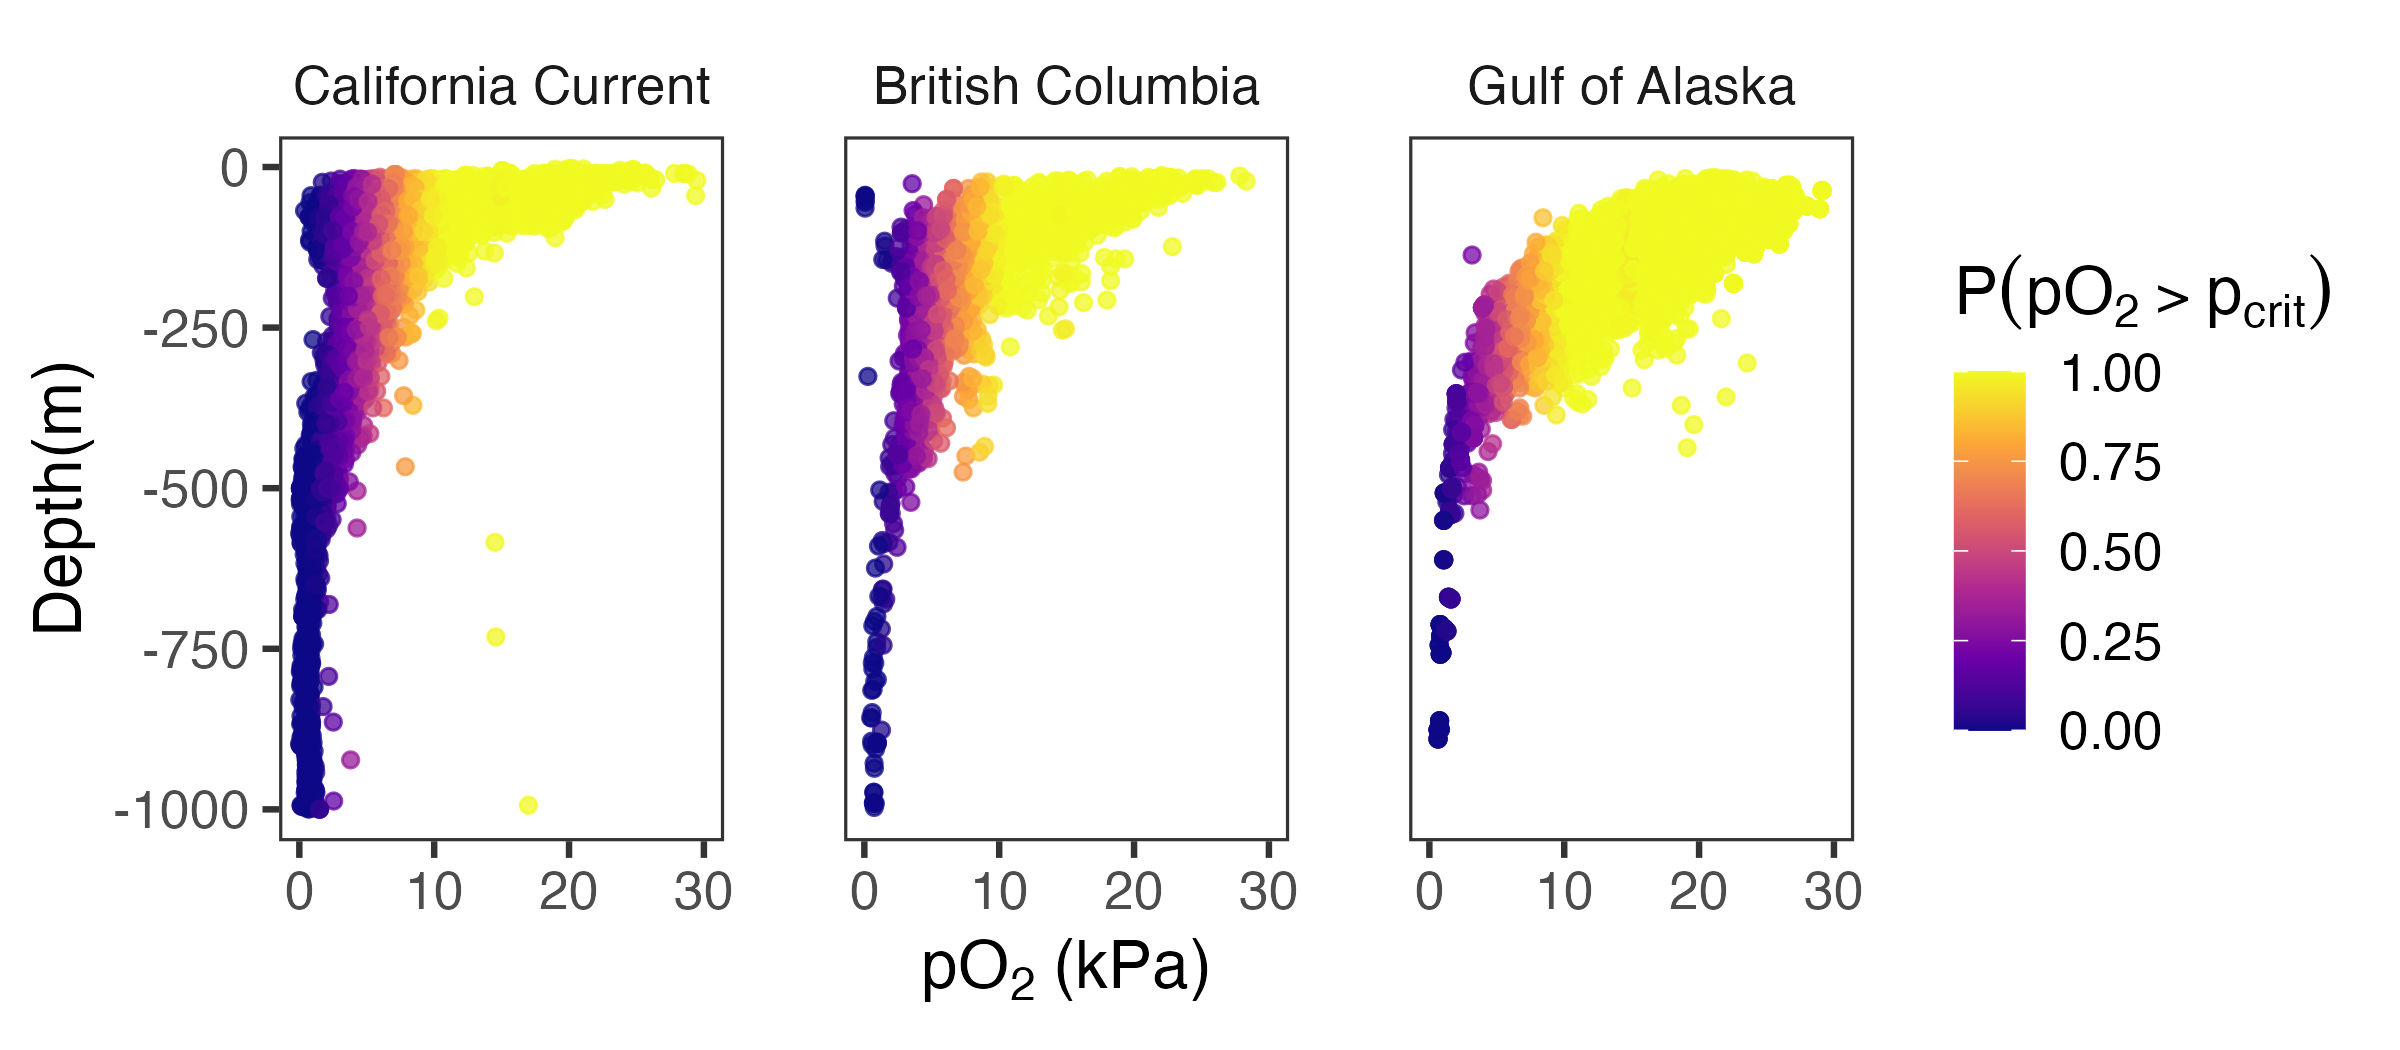 California Current
British Columbia
Gulf of Alaska
P(pO₂ > p_crit)
1.00
0.75
0.50
0.25
0.00
Depth(m)
0
-250
-500
-750
-1000
0 10 20 30
0 10 20 30
0 10 20 30
pO₂ (kPa)